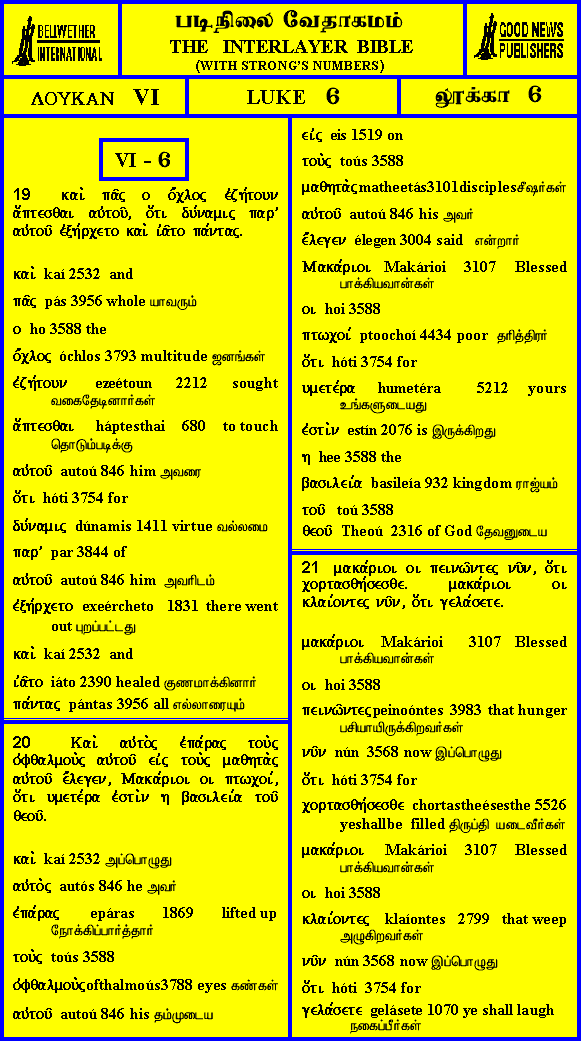 BELLWETHER
INTERNATIONAL
படிநிலை வேதாகமம்
THE INTERLAYER BIBLE
(WITH STRONG'S NUMBERS)
GOOD NEWS
PUBLISHERS
ΛΟΥΚΑΝ VI
LUKE 6
லூக்கா 6
VI - 6
19 καὶ πᾶς ο ὄχλος ἐζήτουν
ἅπτεσθαι αὐτοῦ, ὅτι δύναμις παρ'
αὐτοῦ ἐξήρχετο καὶ ἰᾶτο πάντας.
καὶ kaí 2532 and
πᾶς pás 3956 whole யாவரும்
ο ho 3588 the
ὄχλος óchlos 3793 multitude ஜனங்கள்
ἐζήτουν ezeétoun 2212 sought
வகைதேடினார்கள்
ἅπτεσθαι háptesthai 680 to touch
தொடும்படிக்கு
αὐτοῦ autoú 846 him அவரை
ὅτι hóti 3754 for
δύναμις dúnamis 1411 virtue வல்லமை
παρ' par 3844 of
αὐτοῦ autoú 846 him அவரிடம்
ἐξήρχετο exeércheto 1831 there went
out புறப்பட்டது
καὶ kaí 2532 and
ἰᾶτο iáto 2390 healed குணமாக்கினார்
πάντας pántas 3956 all எல்லாரையும்
20 Καὶ αὐτὸς ἐπάρας τοὺς
ὀφθαλμοὺς αὐτοῦ εἰς τοὺς μαθητὰς
αὐτοῦ ἔλεγεν, Μακάριοι οι πτωχοί,
ὅτι υμετέρα ἐστὶν η βασιλεία τοῦ
θεοῦ.
καὶ kaí 2532 அப்பொழுது
αὐτὸς autós 846 he அவர்
ἐπάρας epáras 1869 lifted up
நோக்கிப்பார்த்தார்
τοὺς toús 3588
ὀφθαλμοὺς ofthalmoús3788 eyes கண்கள்
αὐτοῦ autoú 846 his தம்முடைய
εἰς eis 1519 on
τοὺς toús 3588
μαθητὰς matheetás3101disciples சீஷர்கள்
αὐτοῦ autoú 846 his அவர்
ἔλεγεν élegen 3004 said என்றார்
Μακάριοι Makárioi 3107 Blessed
பாக்கியவான்கள்
οι hoi 3588
πτωχοί ptoochoí 4434 poor தரித்திரர்
ὅτι hóti 3754 for
υμετέρα humetéra 5212 yours
உங்களுடையது
ἐστὶν estín 2076 is இருக்கிறது
η hee 3588 the
βασιλεία basileía 932 kingdom ராஜ்யம்
τοῦ toú 3588
θεοῦ Theoú 2316 of God தேவனுடைய
21 μακάριοι οι πεινῶντες νῦν, ὅτι
χορτασθήσεσθε. μακάριοι οι
κλαίοντες νῦν, ὅτι γελάσετε.
μακάριοι Makárioi 3107 Blessed
பாக்கியவான்கள்
οι hoi 3588
πεινῶντες peinoóntes 3983 that hunger
பசியாயிருக்கிறவர்கள்
νῦν nún 3568 now இப்பொழுது
ὅτι hóti 3754 for
χορτασθήσεσθε chortastheésesthe 5526
yeshallbe filled திருப்தி யடைவீர்கள்
μακάριοι Makárioi 3107 Blessed
பாக்கியவான்கள்
οι hoi 3588
κλαίοντες klaíontes 2799 that weep
அழுகிறவர்கள்
νῦν nún 3568 now இப்பொழுது
ὅτι hóti 3754 for
γελάσετε gelásete 1070 ye shall laugh
நகைப்பீர்கள்